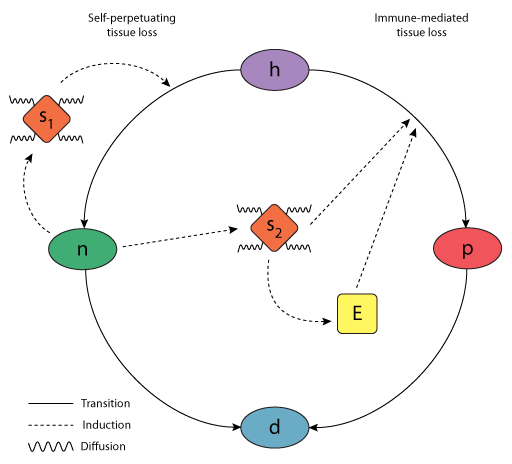 Self-perpetuating
tissue loss
Immune-mediated
tissue loss
h
s1
s2
n
p
E
d
Transition
Induction
Diffusion